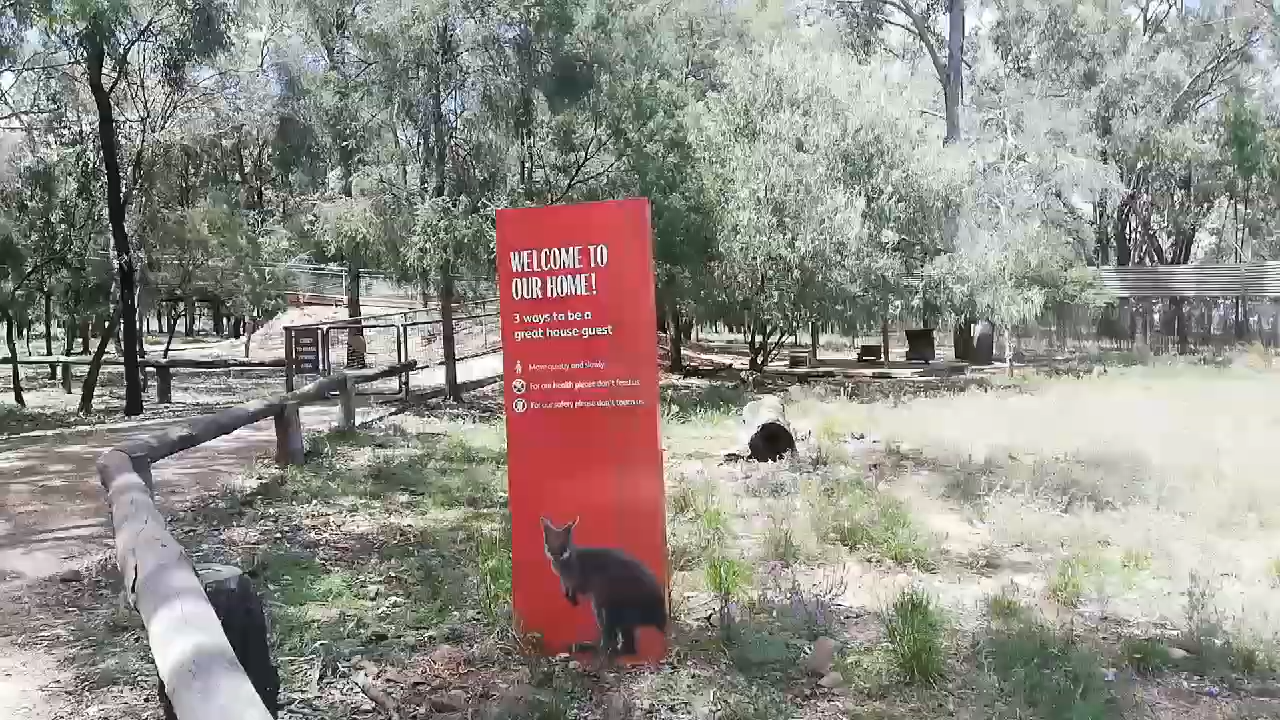 WELCOME TO
OUR HOME!
3 ways to be a
great house guest
Move quietly and slowly
For our health please don't feed us
For our safety please don't touch us